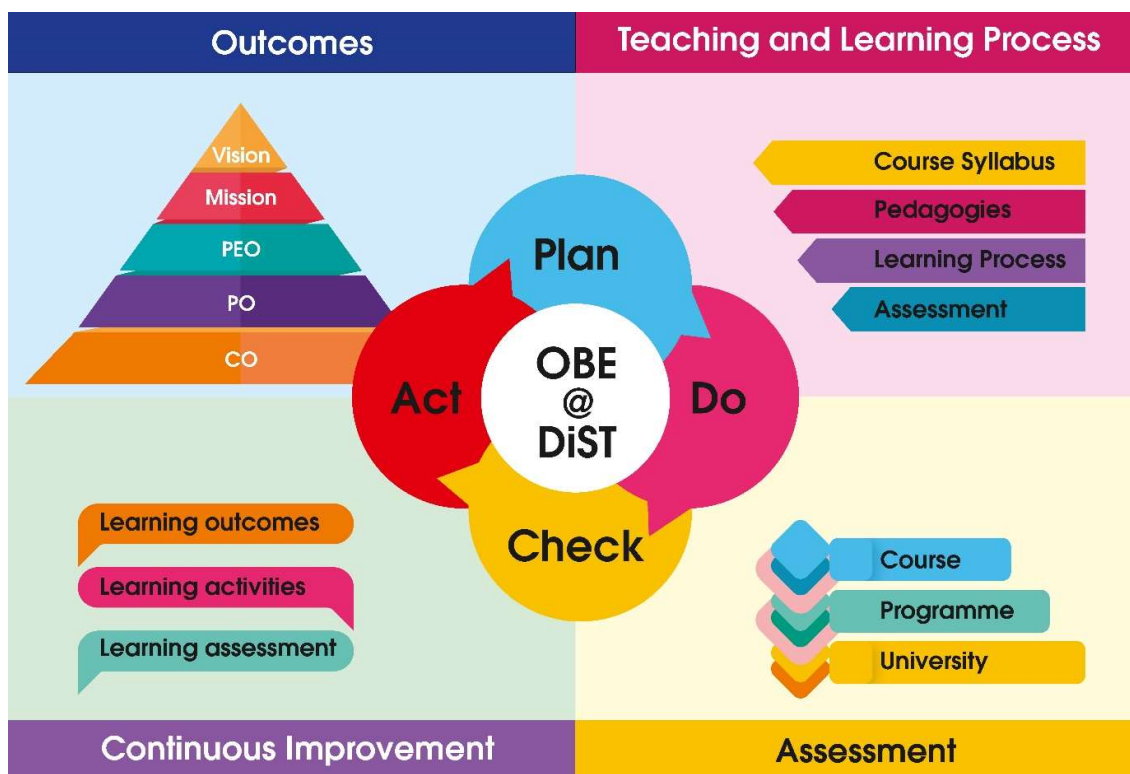 Outcomes
Teaching and Learning Process
Vision
Mission
PEO
PO
CO
Course Syllabus
Pedagogies
Learning Process
Assessment
Plan
Act
OBE
@
DiST
Do
Check
Learning outcomes
Learning activities
Learning assessment
Course
Programme
University
Continuous Improvement
Assessment